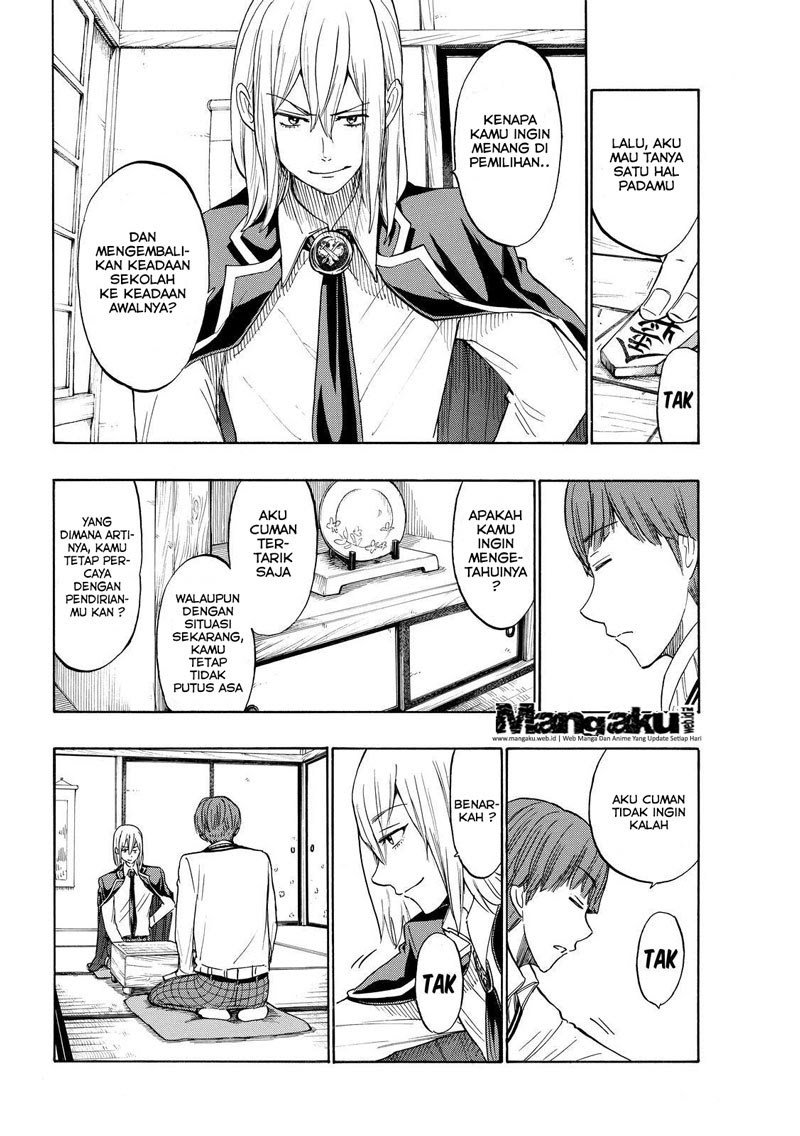 LALU, AKU
MAU TANYA
SATU HAL
PADAMU
TAK
KENAPA
KAMU INGIN
MENANG DI
PEMILIHAN..
DAN
MENGEMBALI-
KAN KEADAAN
SEKOLAH
KE KEADAAN
AWALNYA?
APAKAH
KAMU
INGIN
MENGE-
TAHUINYA
?
AKU
CUMAN
TER-
TARIK
SAJA
WALAUPUN
DENGAN
SITUASI
SEKARANG,
KAMU
TETAP
TIDAK
PUTUS ASA
YANG
DIMANA ARTI-
NYA, KAMU
TETAP PER-
CAYA
DENGAN
PENDIRIAN-
MU KAN ?
Mangaku
web.id
www.mangaku.web.id | Web Manga Dan Anime Yang Update Setiap Hari
AKU CUMAN
TIDAK INGIN
KALAH
TAK
BENAR-
KAH ?
TAK